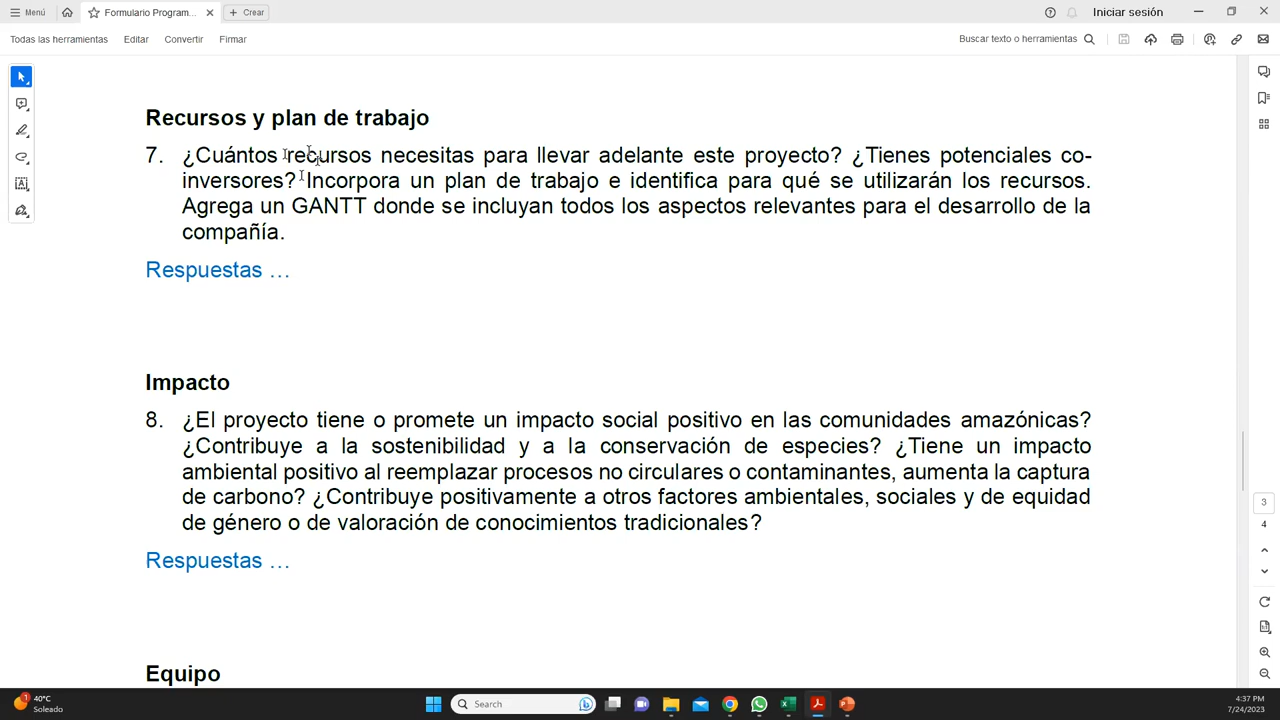 Menú
Formulario Program...
Crear
Iniciar sesión
Todas las herramientas
Editar
Convertir
Firmar
Buscar texto o herramientas
Recursos y plan de trabajo
7. ¿Cuántos recursos necesitas para llevar adelante este proyecto? ¿Tienes potenciales co-
inversores? Incorpora un plan de trabajo e identifica para qué se utilizarán los recursos.
Agrega un GANTT donde se incluyan todos los aspectos relevantes para el desarrollo de la
compañía.
Respuestas …
Impacto
8. ¿El proyecto tiene o promete un impacto social positivo en las comunidades amazónicas?
¿Contribuye a la sostenibilidad y a la conservación de especies? ¿Tiene un impacto
ambiental positivo al reemplazar procesos no circulares o contaminantes, aumenta la captura
de carbono? ¿Contribuye positivamente a otros factores ambientales, sociales y de equidad
de género o de valoración de conocimientos tradicionales?
Respuestas …
Equipo
3
4
1
40°C
Soleado
Search
4:37 PM
7/24/2023